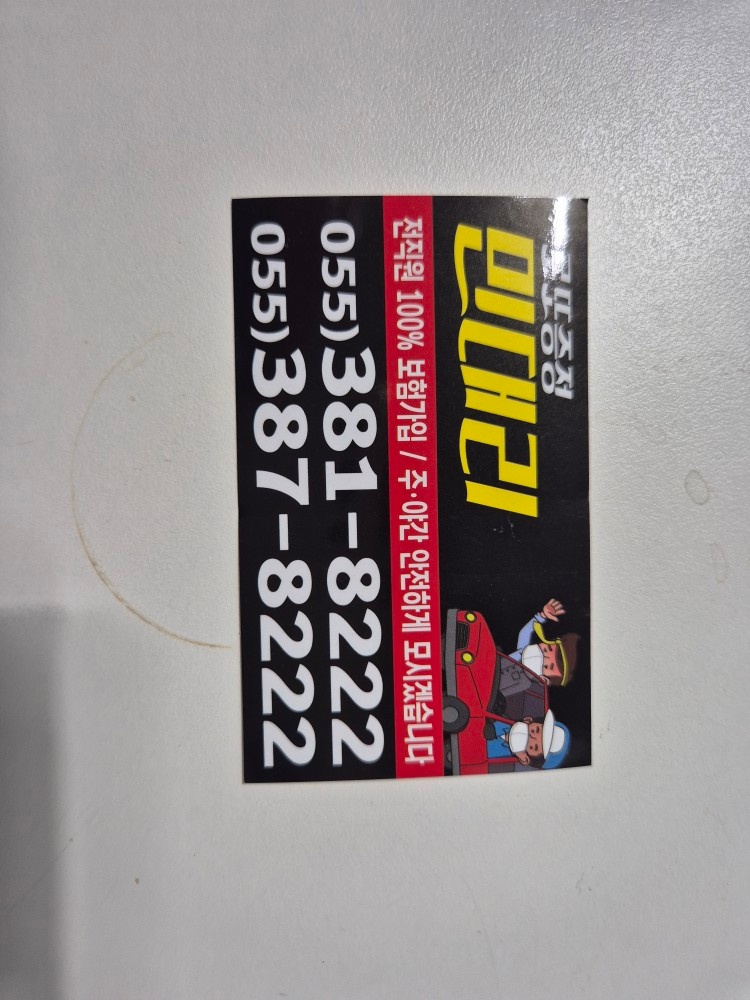 민대리
전직원 100% 보험가입 / 주·야간 안전하게 모시겠습니다
055)381-8222
055)387-8222